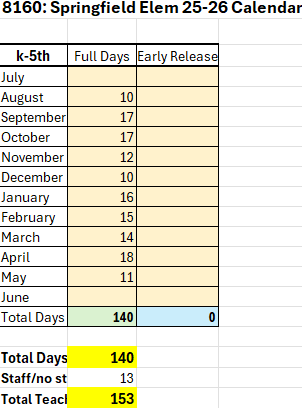 8160: Springfield Elem 25-26 Calendar
k-5th Full Days Early Release
July
August 10
September 17
October 17
November 12
December 10
January 16
February 15
March 14
April 18
May 11
June
Total Days 140 0
Total Days 140
Staff/no st 13
Total Teach 153